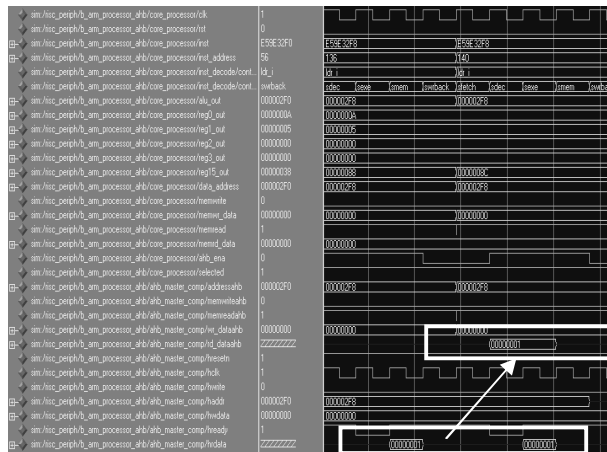 sim:/risc_periph/b_arm_processor_ahb/core_processor/clk 1
sim:/risc_periph/b_arm_processor_ahb/core_processor/rst 0
sim:/risc_periph/b_arm_processor_ahb/core_processor/inst E59E32F0 E59E32F8 E59E32F8
sim:/risc_periph/b_arm_processor_ahb/core_processor/inst_address 56 136 140
sim:/risc_periph/b_arm_processor_ahb/core_processor/inst_decode/cont... ldr_i ldr_i ldr_i
sim:/risc_periph/b_arm_processor_ahb/core_processor/inst_decode/cont... swrback sdec sexe smem swrback sfetch sdec sexe smem
sim:/risc_periph/b_arm_processor_ahb/core_processor/alu_out 000002F0 000002F8 000002F8
sim:/risc_periph/b_arm_processor_ahb/core_processor/reg0_out 0000000A 0000000A
sim:/risc_periph/b_arm_processor_ahb/core_processor/reg1_out 00000005 00000005
sim:/risc_periph/b_arm_processor_ahb/core_processor/reg2_out 00000000 00000000
sim:/risc_periph/b_arm_processor_ahb/core_processor/reg3_out 00000000 00000000
sim:/risc_periph/b_arm_processor_ahb/core_processor/reg15_out 00000038 00000088 0000008C
sim:/risc_periph/b_arm_processor_ahb/core_processor/data_address 000002F0 000002F8 000002F8
sim:/risc_periph/b_arm_processor_ahb/core_processor/memwrite 0
sim:/risc_periph/b_arm_processor_ahb/core_processor/memwr_data 00000000 00000000 00000000
sim:/risc_periph/b_arm_processor_ahb/core_processor/memread 1
sim:/risc_periph/b_arm_processor_ahb/core_processor/memrd_data 00000000 00000000
sim:/risc_periph/b_arm_processor_ahb/core_processor/ahb_ena 0
sim:/risc_periph/b_arm_processor_ahb/core_processor/selected 1
sim:/risc_periph/b_arm_processor_ahb/ahb_master_comp/addressahb 000002F0 000002F8 000002F8
sim:/risc_periph/b_arm_processor_ahb/ahb_master_comp/memwriteahb 0
sim:/risc_periph/b_arm_processor_ahb/ahb_master_comp/memreadahb 1
sim:/risc_periph/b_arm_processor_ahb/ahb_master_comp/wr_dataahb 00000000 00000000 00000000
sim:/risc_periph/b_arm_processor_ahb/ahb_master_comp/rd_dataahb ZZZZZZZZ 00000001
sim:/risc_periph/b_arm_processor_ahb/ahb_master_comp/hresetn 1
sim:/risc_periph/b_arm_processor_ahb/ahb_master_comp/hclk 1
sim:/risc_periph/b_arm_processor_ahb/ahb_master_comp/hwrite 0
sim:/risc_periph/b_arm_processor_ahb/ahb_master_comp/haddr 000002F0 000002F8
sim:/risc_periph/b_arm_processor_ahb/ahb_master_comp/hwdata 00000000 00000000
sim:/risc_periph/b_arm_processor_ahb/ahb_master_comp/hready 1
sim:/risc_periph/b_arm_processor_ahb/ahb_master_comp/hrdata ZZZZZZZZ 00000001 00000001